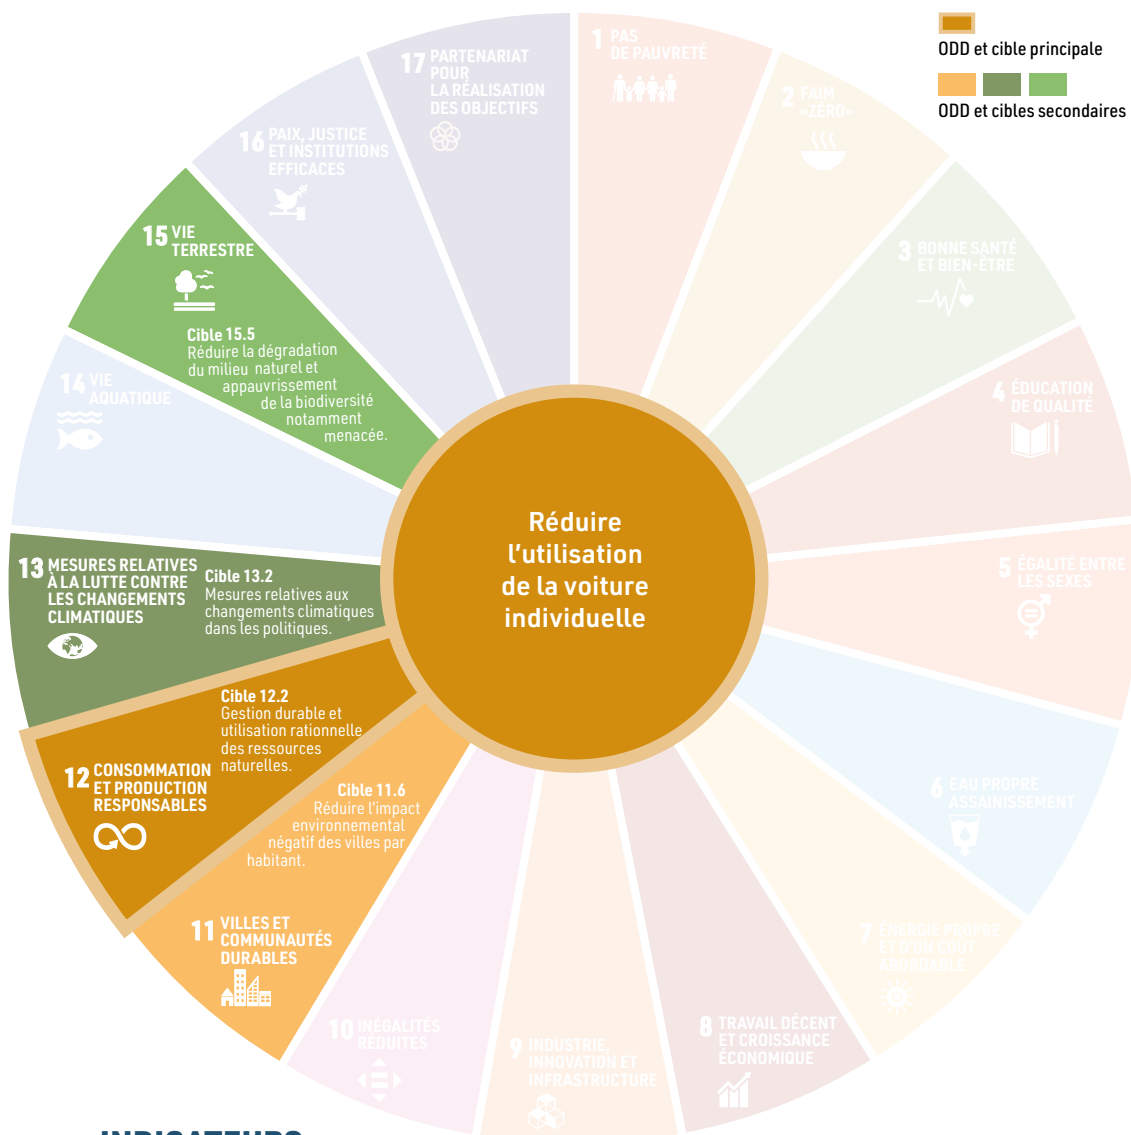 ODD et cible principale
ODD et cibles secondaires
1 PAS
DE PAUVRETÉ
2 FAIM
«ZÉRO»
3 BONNE SANTÉ
ET BIEN-ÊTRE
4 ÉDUCATION
DE QUALITÉ
5 ÉGALITÉ ENTRE
LES SEXES
6 EAU PROPRE
ASSAINISSEMENT
7 ÉNERGIE PROPRE
ET D'UN COÛT
ABORDABLE
8 TRAVAIL DÉCENT
ET CROISSANCE
ÉCONOMIQUE
9 INDUSTRIE,
INNOVATION ET
INFRASTRUCTURE
10 INÉGALITÉS
RÉDUITES
11 VILLES ET
COMMUNAUTÉS
DURABLES
Cible 11.6
Réduire l'impact
environnemental
négatif des villes par
habitant.
12 CONSOMMATION
ET PRODUCTION
RESPONSABLES
Cible 12.2
Gestion durable et
utilisation rationnelle
des ressources
naturelles.
13 MESURES RELATIVES
À LA LUTTE CONTRE
LES CHANGEMENTS
CLIMATIQUES
Cible 13.2
Mesures relatives aux
changements climatiques
dans les politiques.
14 VIE
AQUATIQUE
15 VIE
TERRESTRE
Cible 15.5
Réduire la dégradation
du milieu naturel et
appauvrissement
de la biodiversité
notamment
menacée.
16 PAIX, JUSTICE
ET INSTITUTIONS
EFFICACES
17 PARTENARIAT
POUR
LA RÉALISATION
DES OBJECTIFS
Réduire
l'utilisation
de la voiture
individuelle
INDICATEURS